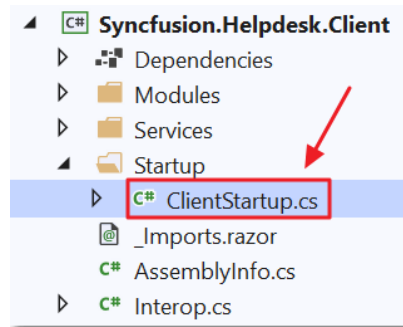 C# Syncfusion.Helpdesk.Client
Dependencies
Modules
Services
Startup
C# ClientStartup.cs
@ _Imports.razor
C# AssemblyInfo.cs
C# Interop.cs